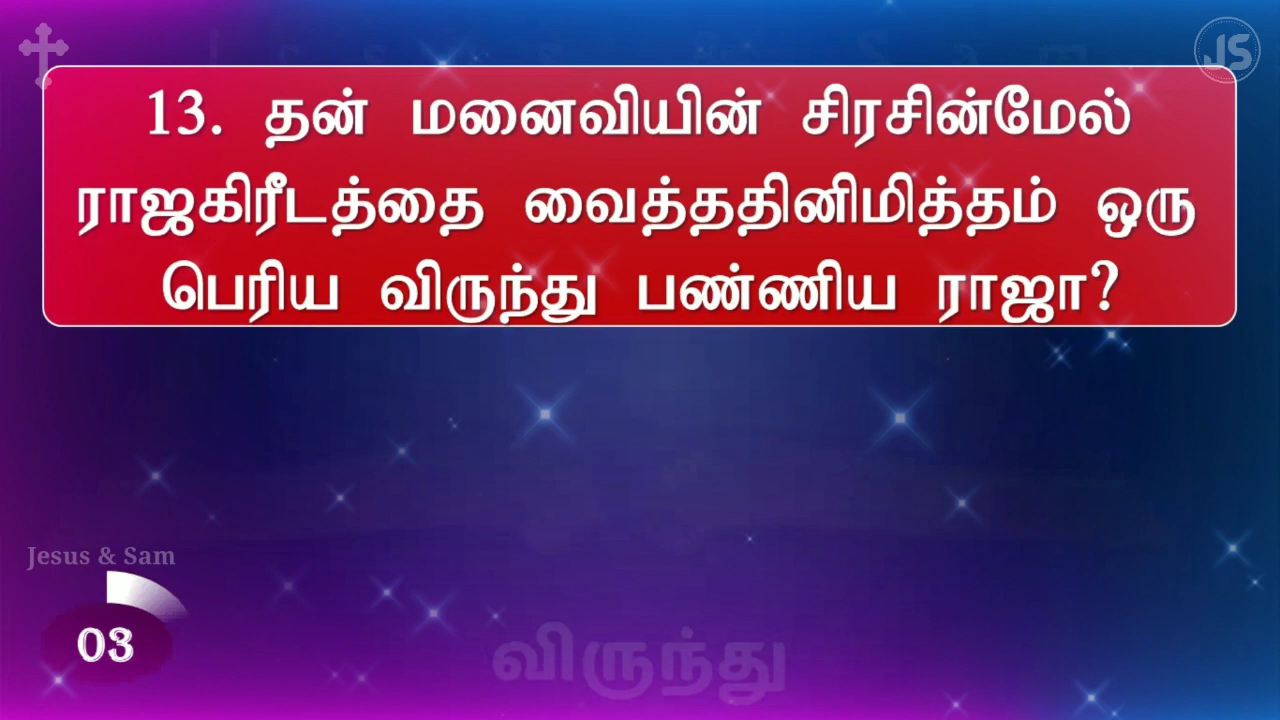 JS
13. தன் மனைவியின் சிரசின்மேல்
ராஜகிரீடத்தை வைத்ததினிமித்தம் ஒரு
பெரிய விருந்து பண்ணிய ராஜா?
Jesus & Sam
03
விருந்து